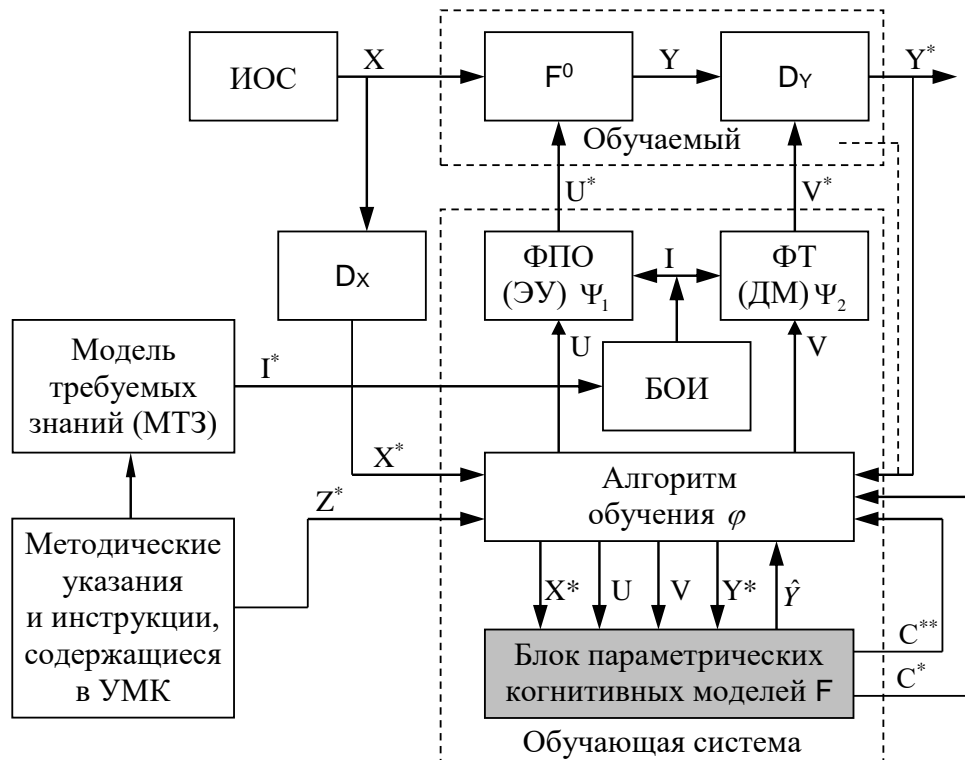 ИОС
X
F⁰
Y
D_Y
Y*
Обучаемый
U*
V*
D_X
ФПО
(ЭУ) Ψ₁
I
ФТ
(ДМ) Ψ₂
U
V
Модель
требуемых
знаний (МТЗ)
I*
БОИ
X*
Z*
Алгоритм
обучения φ
Методические
указания
и инструкции,
содержащиеся
в УМК
X*
U
V
Y*
Ŷ
C**
C*
Блок параметрических
когнитивных моделей F
Обучающая система